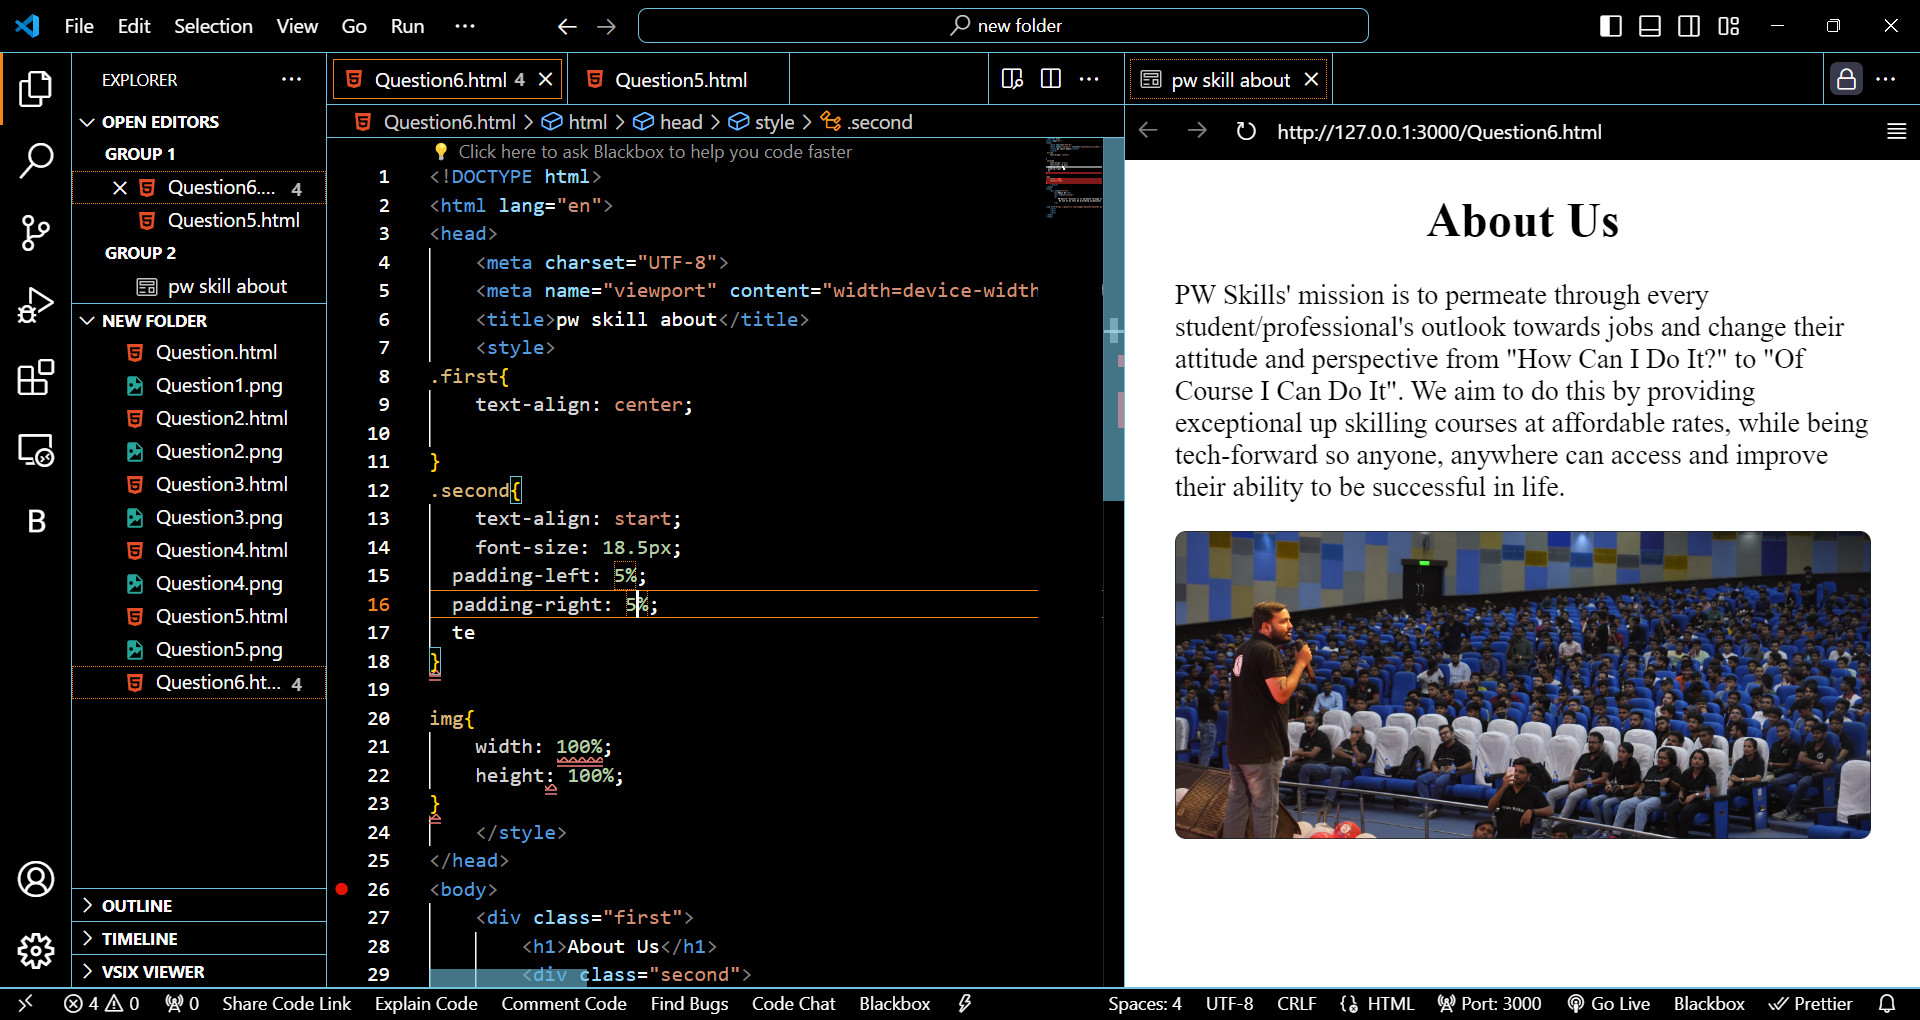 File Edit Selection View Go Run ··· new folder
EXPLORER ···
OPEN EDITORS
GROUP 1
Question6.... 4
Question5.html
GROUP 2
pw skill about
NEW FOLDER
Question.html
Question1.png
Question2.html
Question2.png
Question3.html
Question3.png
Question4.html
Question4.png
Question5.html
Question5.png
Question6.ht... 4
OUTLINE
TIMELINE
VSIX VIEWER
B
Question6.html 4
Question5.html
Question6.html > html > head > style > .second
Click here to ask Blackbox to help you code faster
1 <!DOCTYPE html>
2 <html lang="en">
3 <head>
4 <meta charset="UTF-8">
5 <meta name="viewport" content="width=device-width
6 <title>pw skill about</title>
7 <style>
8 .first{
9 text-align: center;
10
11 }
12 .second{
13 text-align: start;
14 font-size: 18.5px;
15 padding-left: 5%;
16 padding-right: 5%;
17 te
18 }
19
20 img{
21 width: 100%;
22 height: 100%;
23 }
24 </style>
25 </head>
26 <body>
27 <div class="first">
28 <h1>About Us</h1>
29 <div class="second">
pw skill about
http://127.0.0.1:3000/Question6.html
About Us
PW Skills' mission is to permeate through every
student/professional's outlook towards jobs and change their
attitude and perspective from "How Can I Do It?" to "Of
Course I Can Do It". We aim to do this by providing
exceptional up skilling courses at affordable rates, while being
tech-forward so anyone, anywhere can access and improve
their ability to be successful in life.
4 0 0 Share Code Link Explain Code Comment Code Find Bugs Code Chat Blackbox Spaces: 4 UTF-8 CRLF HTML Port: 3000 Go Live Blackbox Prettier